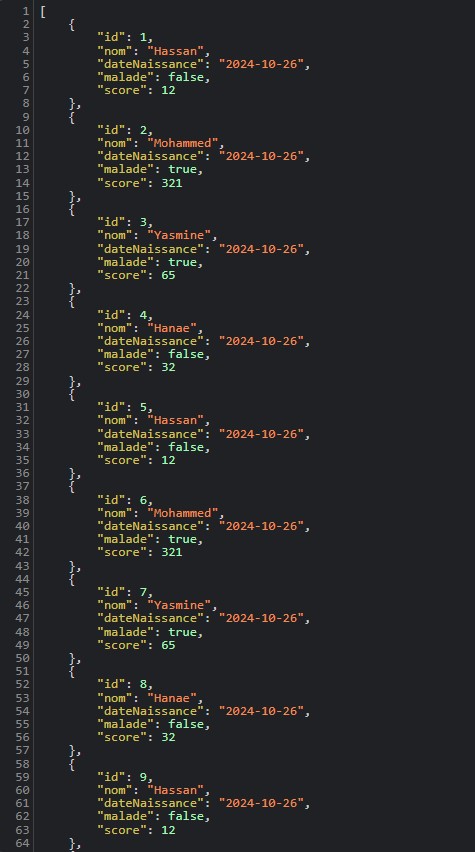 1 [
2 {
3 "id": 1,
4 "nom": "Hassan",
5 "dateNaissance": "2024-10-26",
6 "malade": false,
7 "score": 12
8 },
9 {
10 "id": 2,
11 "nom": "Mohammed",
12 "dateNaissance": "2024-10-26",
13 "malade": true,
14 "score": 321
15 },
16 {
17 "id": 3,
18 "nom": "Yasmine",
19 "dateNaissance": "2024-10-26",
20 "malade": true,
21 "score": 65
22 },
23 {
24 "id": 4,
25 "nom": "Hanae",
26 "dateNaissance": "2024-10-26",
27 "malade": false,
28 "score": 32
29 },
30 {
31 "id": 5,
32 "nom": "Hassan",
33 "dateNaissance": "2024-10-26",
34 "malade": false,
35 "score": 12
36 },
37 {
38 "id": 6,
39 "nom": "Mohammed",
40 "dateNaissance": "2024-10-26",
41 "malade": true,
42 "score": 321
43 },
44 {
45 "id": 7,
46 "nom": "Yasmine",
47 "dateNaissance": "2024-10-26",
48 "malade": true,
49 "score": 65
50 },
51 {
52 "id": 8,
53 "nom": "Hanae",
54 "dateNaissance": "2024-10-26",
55 "malade": false,
56 "score": 32
57 },
58 {
59 "id": 9,
60 "nom": "Hassan",
61 "dateNaissance": "2024-10-26",
62 "malade": false,
63 "score": 12
64 },